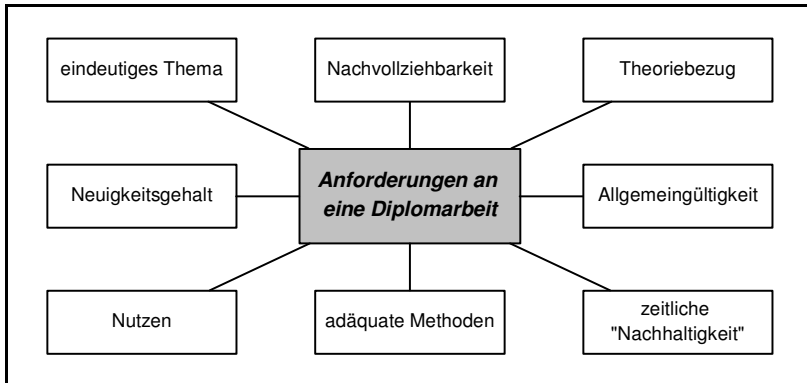 eindeutiges Thema
Nachvollziehbarkeit
Theoriebezug
Neuigkeitsgehalt
Anforderungen an
eine Diplomarbeit
Allgemeingültigkeit
Nutzen
adäquate Methoden
zeitliche
"Nachhaltigkeit"